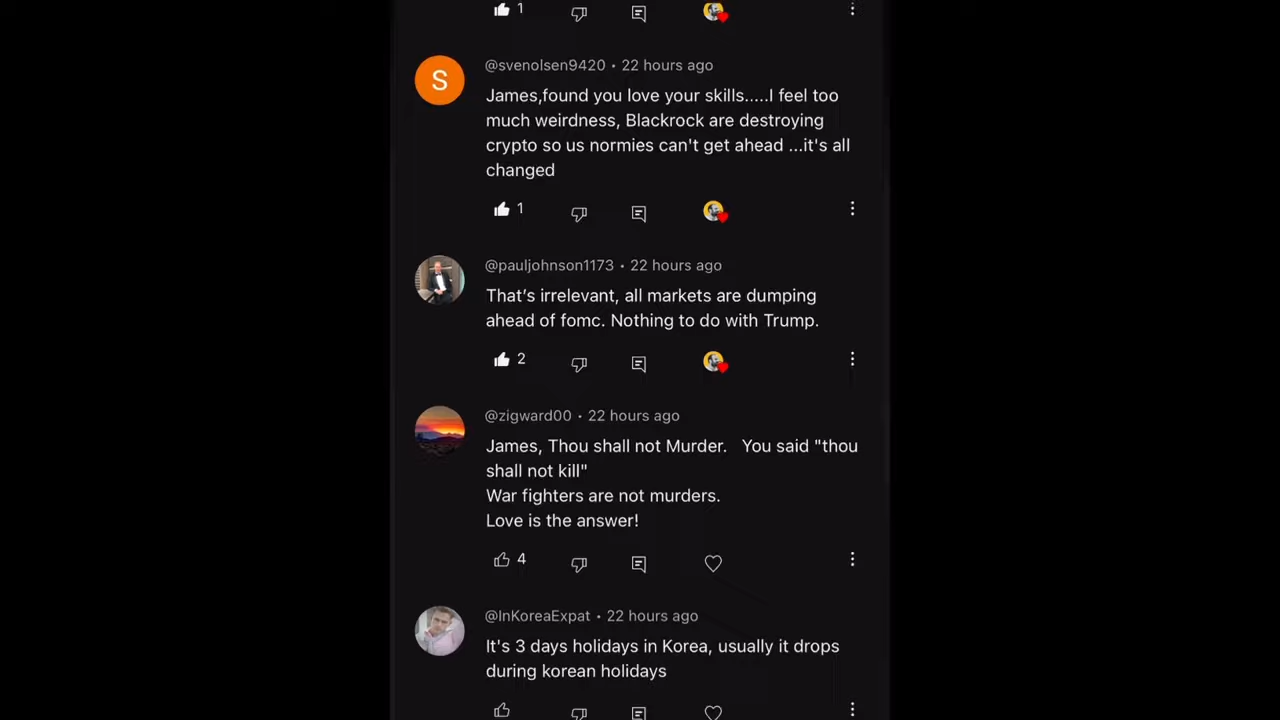 1
S
@svenolsen9420 • 22 hours ago
James,found you love your skills.....I feel too
much weirdness, Blackrock are destroying
crypto so us normies can't get ahead ...it's all
changed
1
@pauljohnson1173 • 22 hours ago
That’s irrelevant, all markets are dumping
ahead of fomc. Nothing to do with Trump.
2
@zigward00 • 22 hours ago
James, Thou shall not Murder.   You said "thou
shall not kill"
War fighters are not murders.
Love is the answer!
4
@InKoreaExpat • 22 hours ago
It's 3 days holidays in Korea, usually it drops
during korean holidays